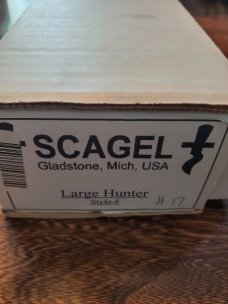 SCAGEL
Gladstone, Mich, USA
Large Hunter
Style-F
# 17